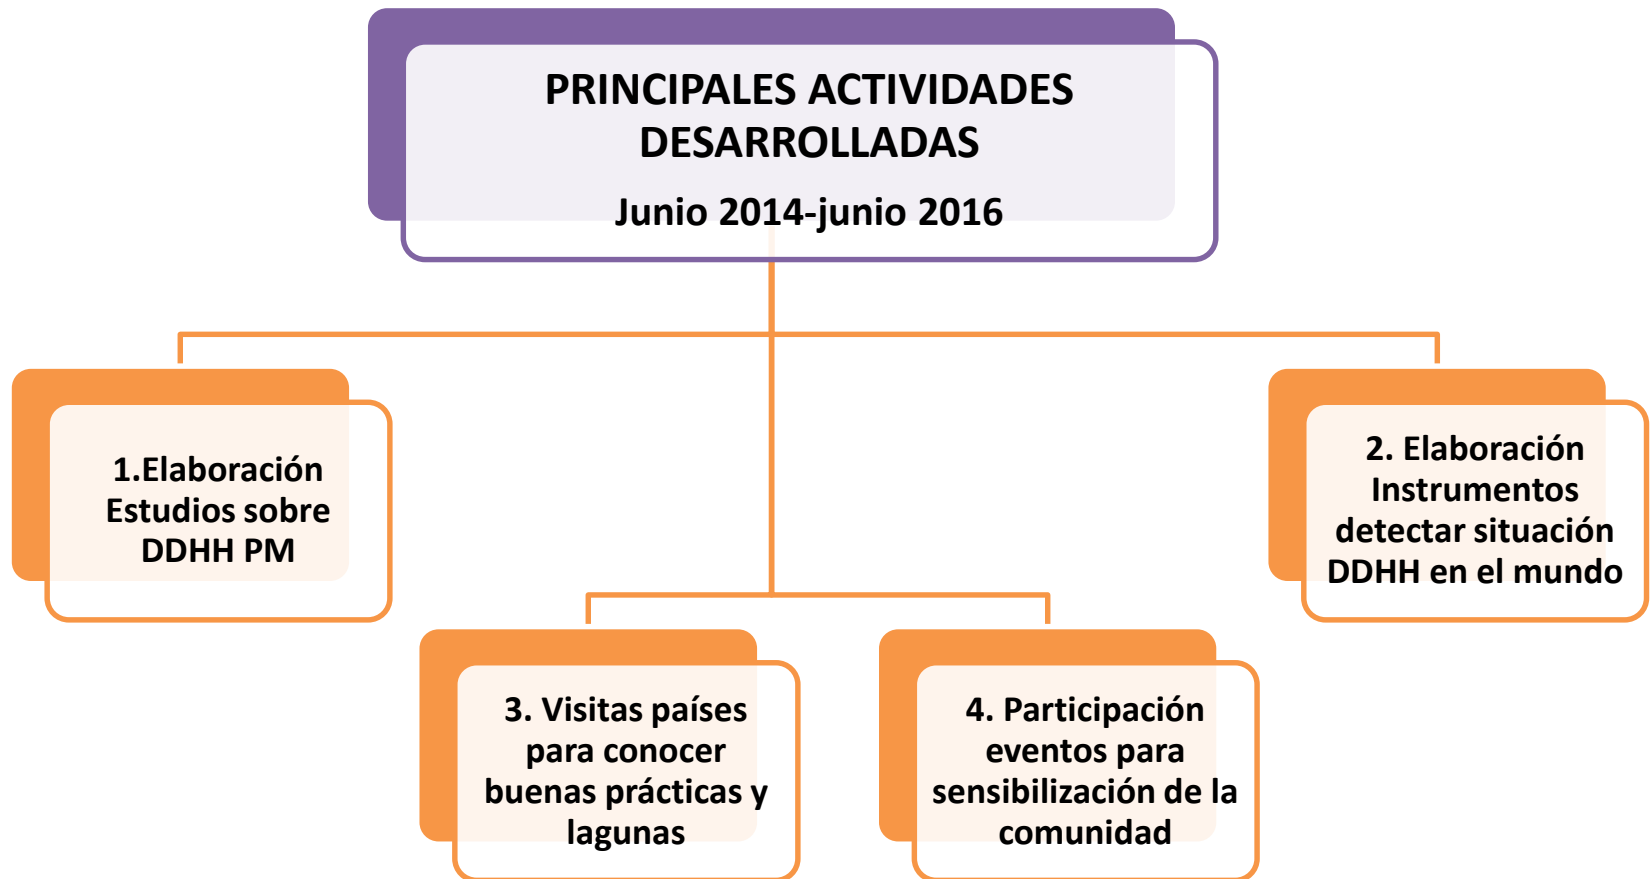 PRINCIPALES ACTIVIDADES
DESARROLLADAS
Junio 2014-junio 2016
1.Elaboración
Estudios sobre
DDHH PM
2. Elaboración
Instrumentos
detectar situación
DDHH en el mundo
3. Visitas países
para conocer
buenas prácticas y
lagunas
4. Participación
eventos para
sensibilización de la
comunidad